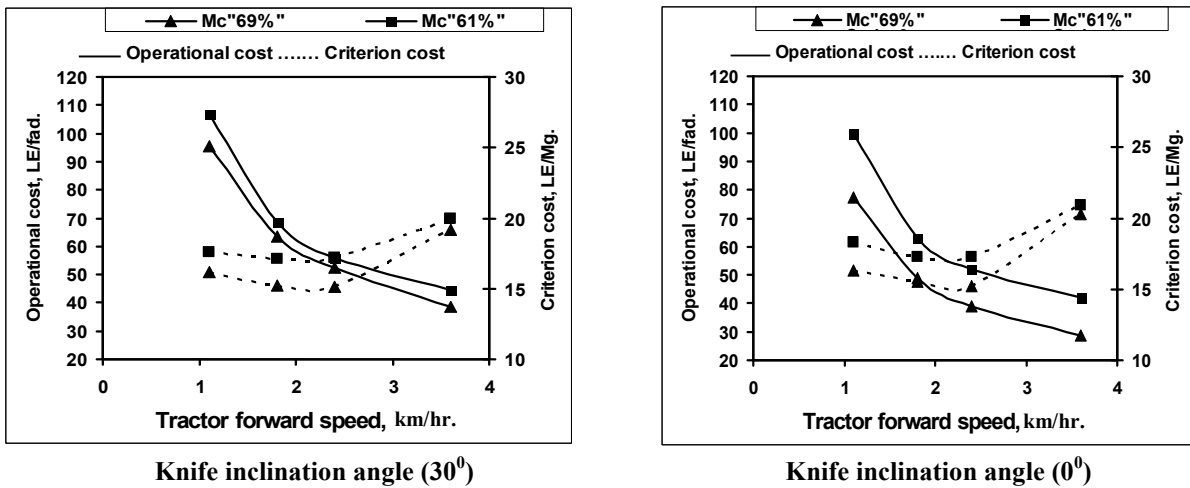 Mc"69%" Mc"61%"
Operational cost ....... Criterion cost
120
110
100
90
80
70
60
50
40
30
20
Operational cost, LE/fad.
30
25
20
15
10
Criterion cost, LE/Mg.
0 1 2 3 4
Tractor forward speed, km/hr.
Knife inclination angle (30⁰)
Mc"69%" Mc"61%"
Operational cost ....... Criterion cost
120
110
100
90
80
70
60
50
40
30
20
Operational cost, LE/fad.
30
25
20
15
10
Criterion cost, LE/Mg.
0 1 2 3 4
Tractor forward speed, km/hr.
Knife inclination angle (0⁰)